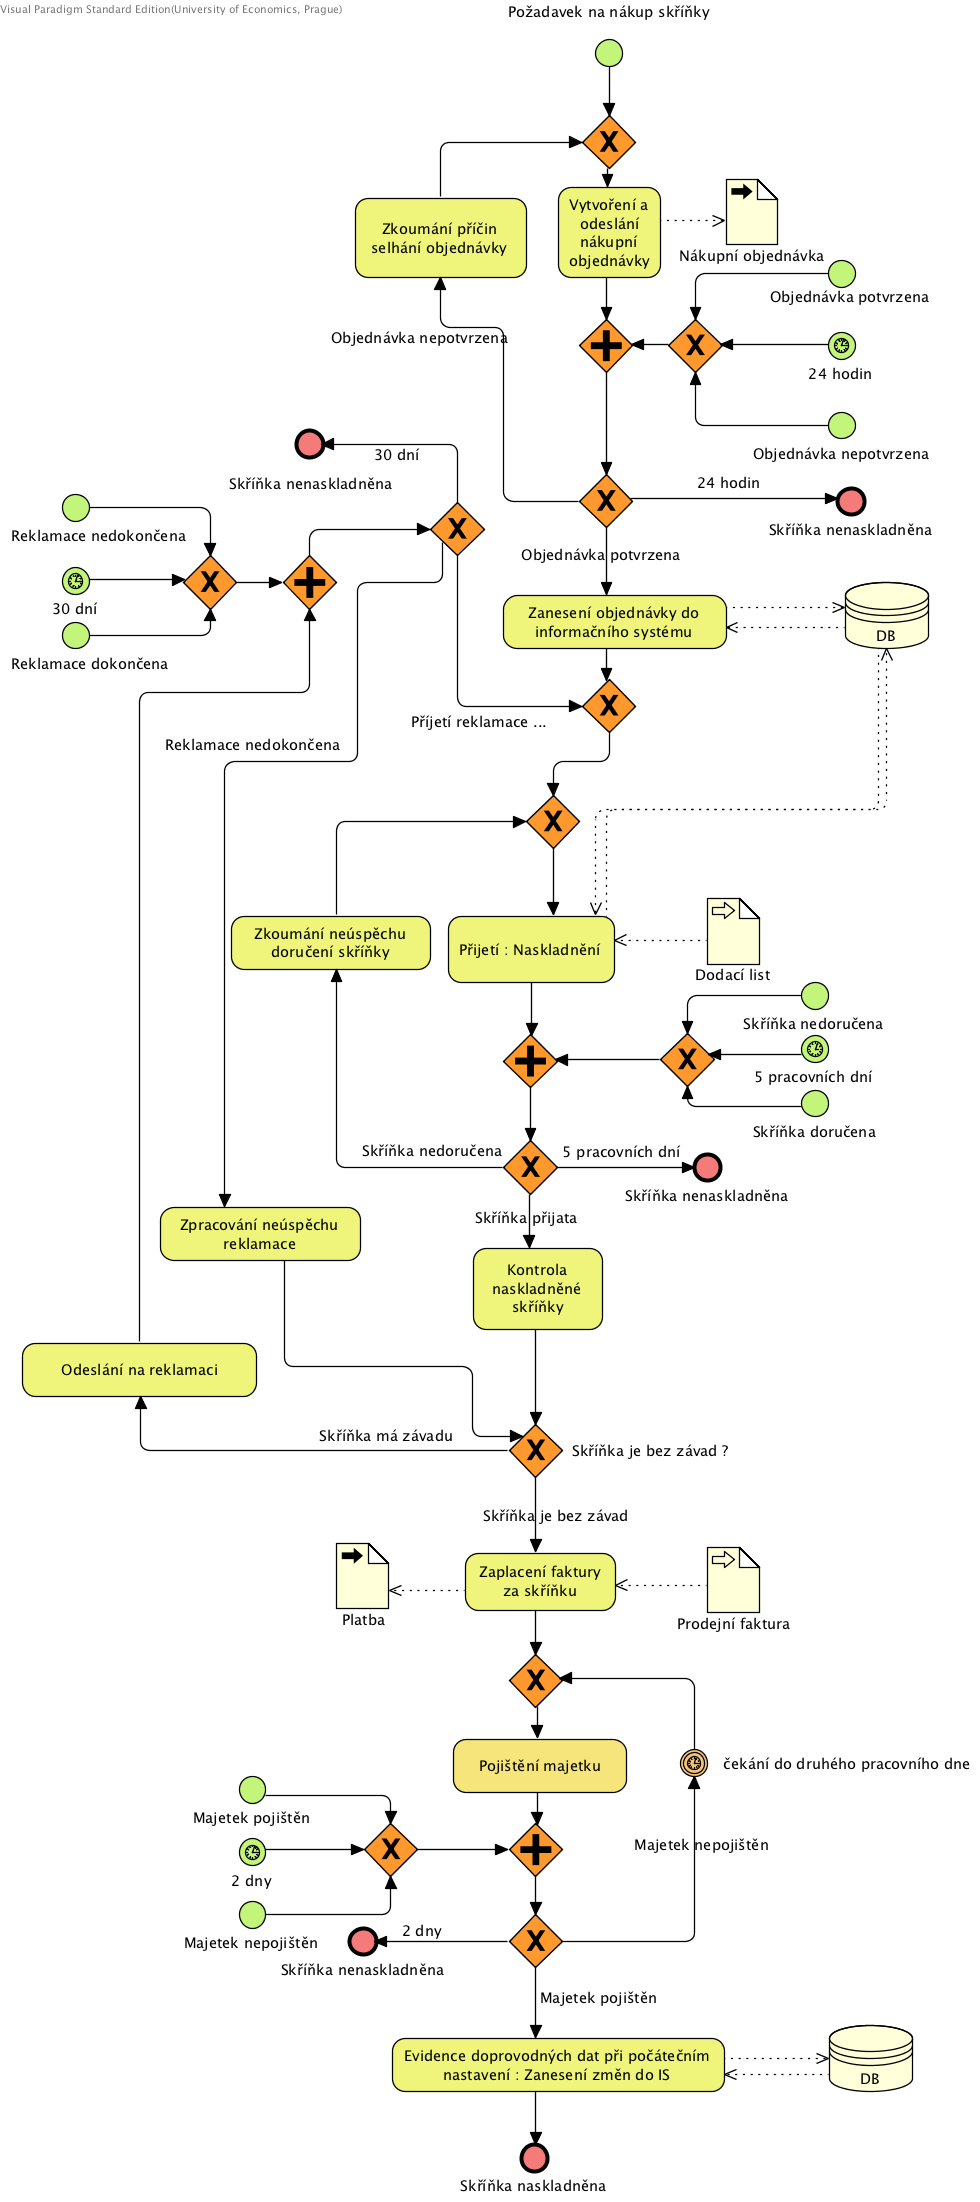 Visual Paradigm Standard Edition(University of Economics, Prague)
Požadavek na nákup skříňky
Zkoumání příčin
selhání objednávky
Vytvoření a
odeslání
nákupní
objednávky
Nákupní objednávka
Objednávka potvrzena
Objednávka nepotvrzena
24 hodin
30 dní
Objednávka nepotvrzena
Skříňka nenaskladněna
24 hodin
Skříňka nenaskladněna
Reklamace nedokončena
Objednávka potvrzena
30 dní
Zanesení objednávky do
informačního systému
DB
Reklamace dokončena
Příjetí reklamace ...
Reklamace nedokončena
Zkoumání neúspěchu
doručení skříňky
Přijetí : Naskladnění
Dodací list
Skříňka nedoručena
5 pracovních dní
Skříňka doručena
Skříňka nedoručena
5 pracovních dní
Skříňka nenaskladněna
Skříňka přijata
Zpracování neúspěchu
reklamace
Kontrola
naskladněné
skříňky
Odeslání na reklamaci
Skříňka má závadu
Skříňka je bez závad ?
Skříňka je bez závad
Zaplacení faktury
za skříňku
Platba
Prodejní faktura
Pojištění majetku
čekání do druhého pracovního dne
Majetek pojištěn
Majetek nepojištěn
2 dny
2 dny
Majetek nepojištěn
Skříňka nenaskladněna
Majetek pojištěn
Evidence doprovodných dat při počátečním
nastavení : Zanesení změn do IS
DB
Skříňka naskladněna